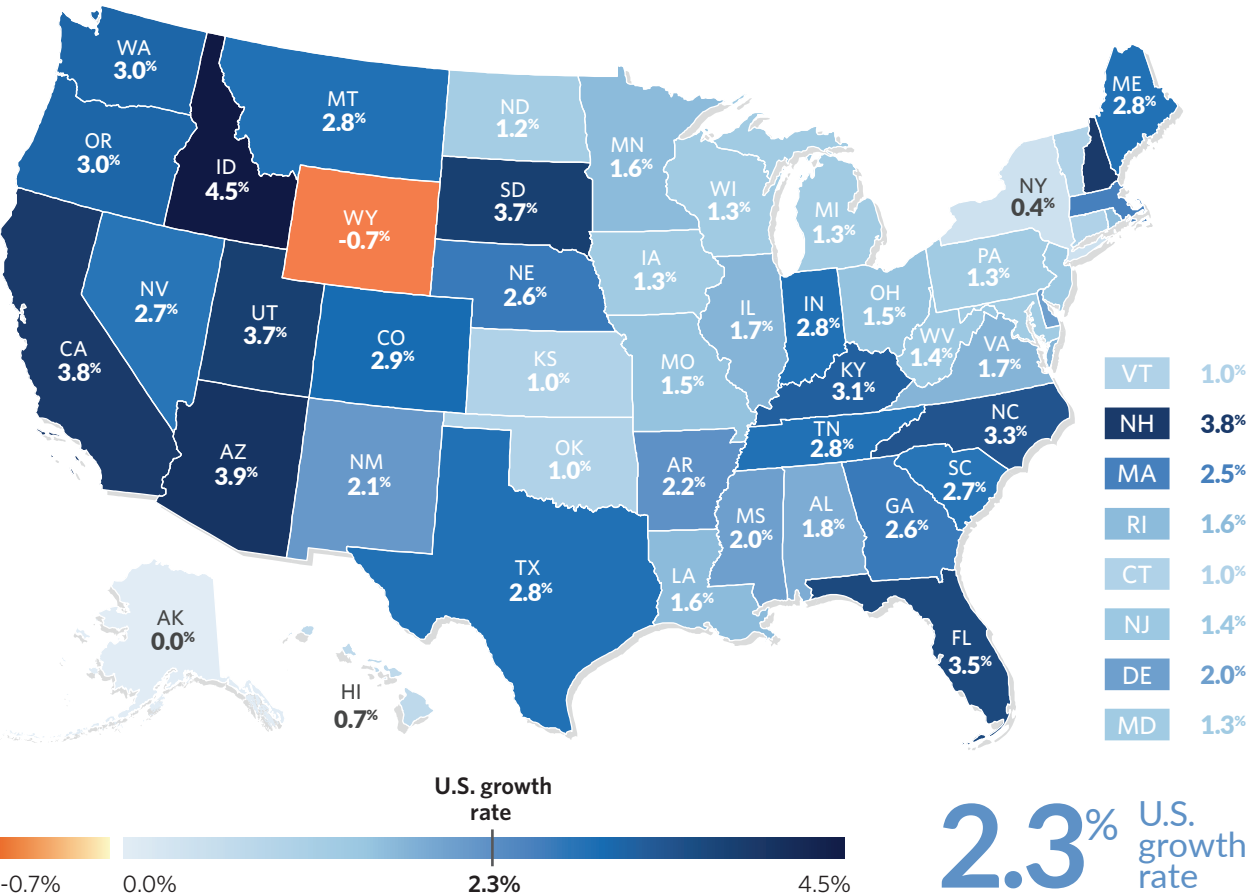 WA
3.0%
OR
3.0%
ID
4.5%
MT
2.8%
ND
1.2%
MN
1.6%
ME
2.8%
WY
-0.7%
SD
3.7%
WI
1.3%
MI
1.3%
NY
0.4%
NV
2.7%
UT
3.7%
CA
3.8%
NE
2.6%
IA
1.3%
PA
1.3%
CO
2.9%
KS
1.0%
MO
1.5%
IL
1.7%
IN
2.8%
OH
1.5%
WV
1.4%
VA
1.7%
KY
3.1%
AZ
3.9%
NM
2.1%
OK
1.0%
AR
2.2%
TN
2.8%
NC
3.3%
SC
2.7%
TX
2.8%
LA
1.6%
MS
2.0%
AL
1.8%
GA
2.6%
FL
3.5%
AK
0.0%
HI
0.7%
VT 1.0%
NH 3.8%
MA 2.5%
RI 1.6%
CT 1.0%
NJ 1.4%
DE 2.0%
MD 1.3%
U.S. growth
rate
-0.7% 0.0% 2.3% 4.5%
2.3%
U.S.
growth
rate